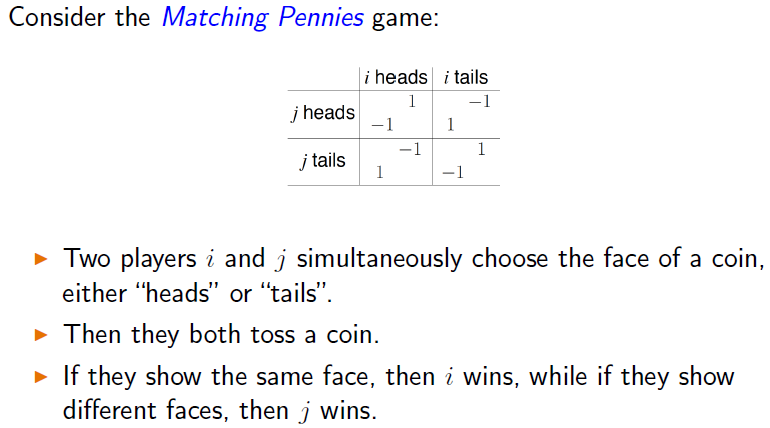 Consider the Matching Pennies game:
i heads i tails
1 −1
j heads
−1 1
−1 1
j tails
1 −1
▶ Two players i and j simultaneously choose the face of a coin,
either “heads” or “tails”.
▶ Then they both toss a coin.
▶ If they show the same face, then i wins, while if they show
different faces, then j wins.